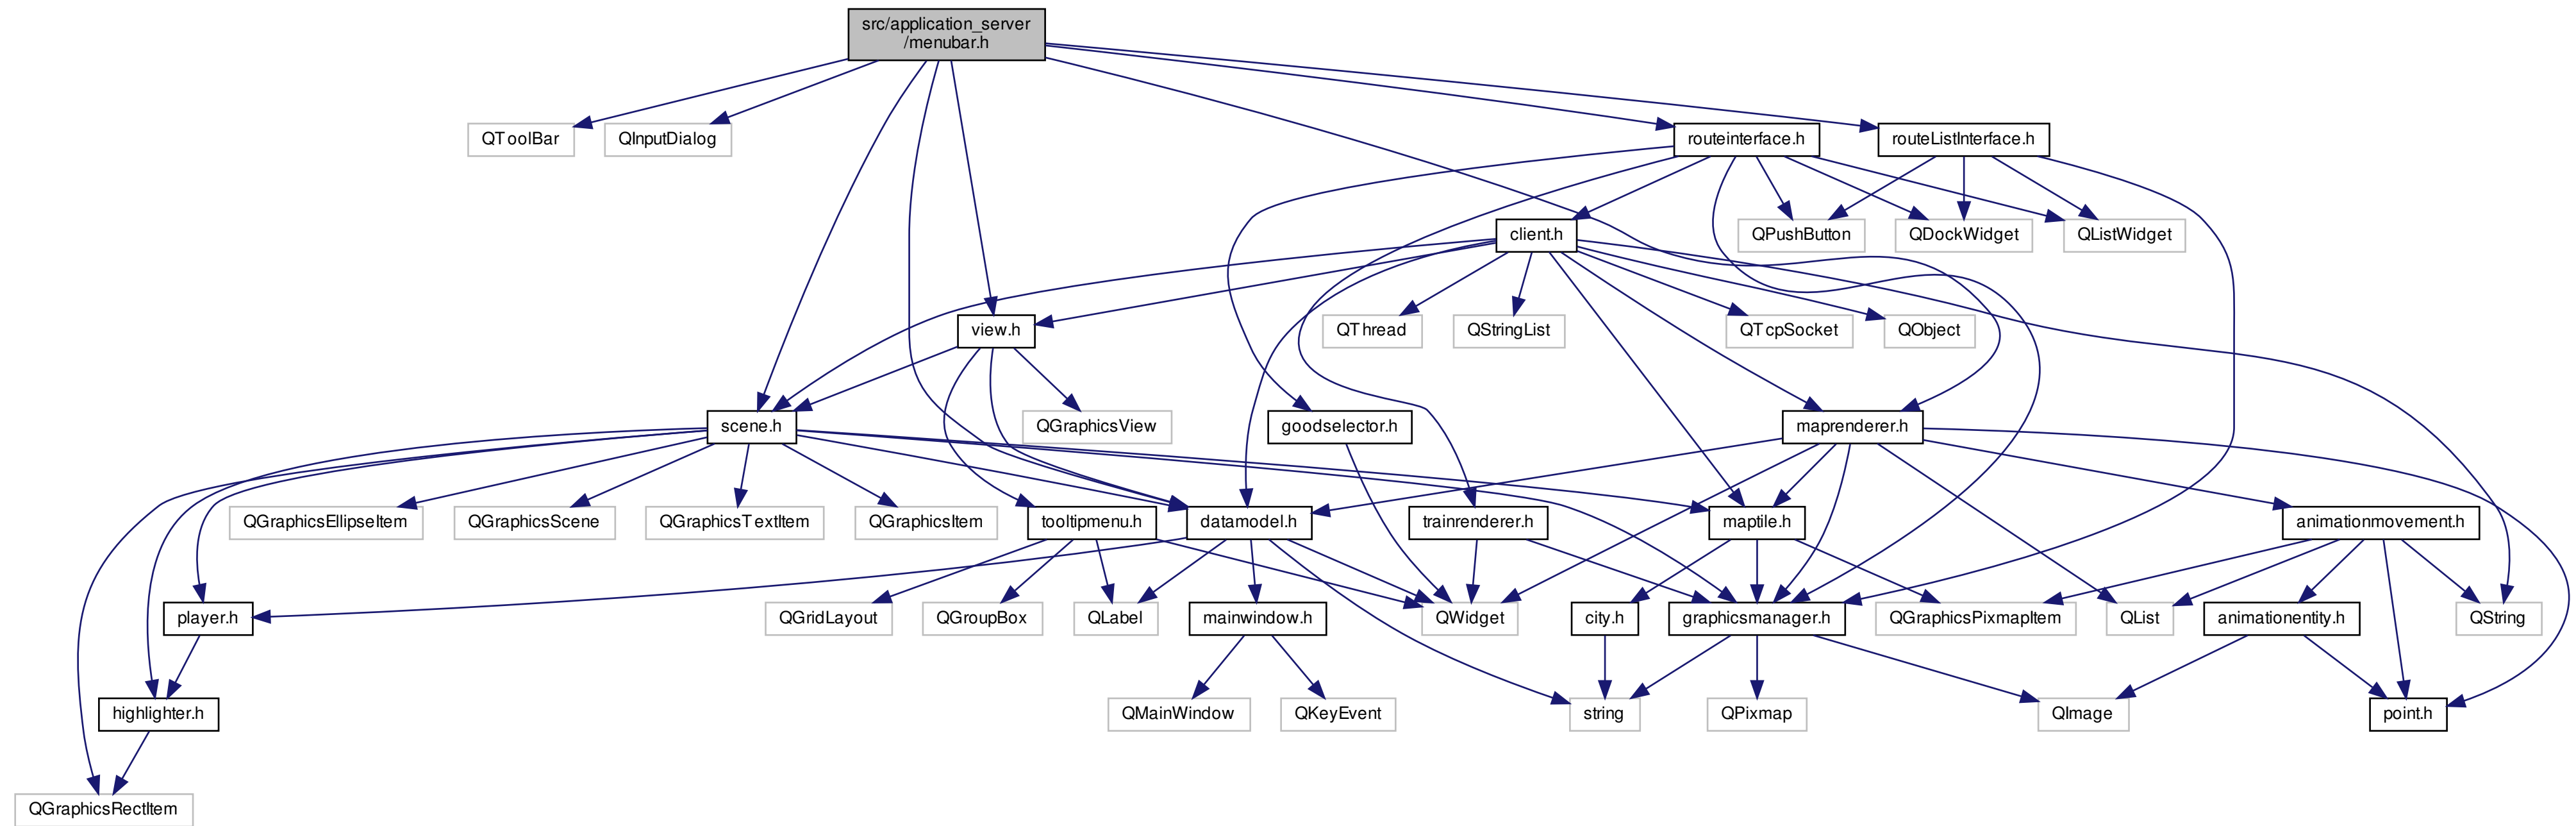 src/application_server
/menubar.h
QToolBar
QInputDialog
routeinterface.h
routeListInterface.h
client.h
QPushButton
QDockWidget
QListWidget
view.h
QThread
QStringList
QTcpSocket
QObject
scene.h
QGraphicsView
goodselector.h
maprenderer.h
QGraphicsEllipseItem
QGraphicsScene
QGraphicsTextItem
QGraphicsItem
tooltipmenu.h
datamodel.h
trainrenderer.h
maptile.h
animationmovement.h
player.h
QGridLayout
QGroupBox
QLabel
mainwindow.h
QWidget
city.h
graphicsmanager.h
QGraphicsPixmapItem
QList
animationentity.h
QString
highlighter.h
QMainWindow
QKeyEvent
string
QPixmap
QImage
point.h
QGraphicsRectItem